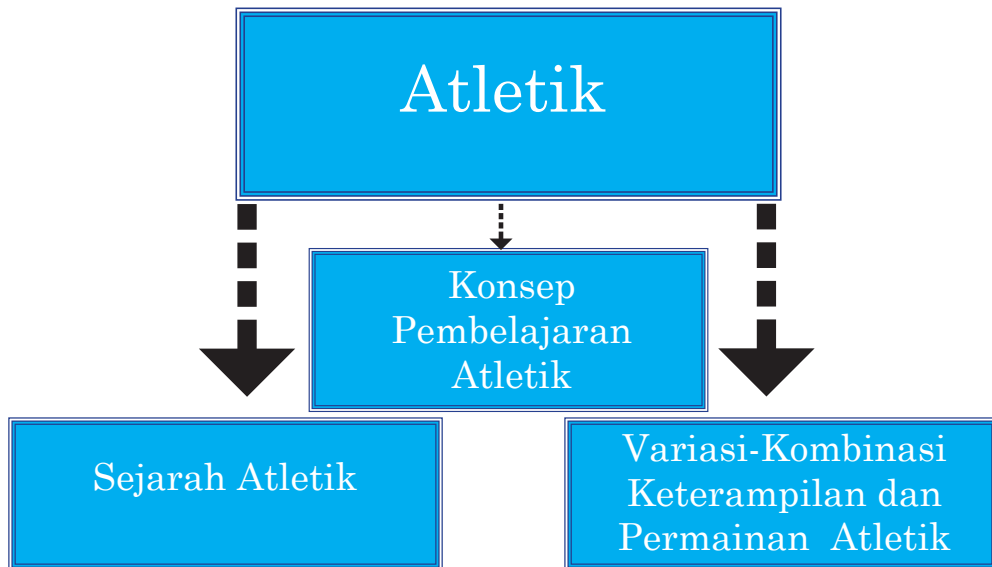 Atletik
Konsep
Pembelajaran
Atletik
Sejarah Atletik
Variasi-Kombinasi
Keterampilan dan
Permainan Atletik